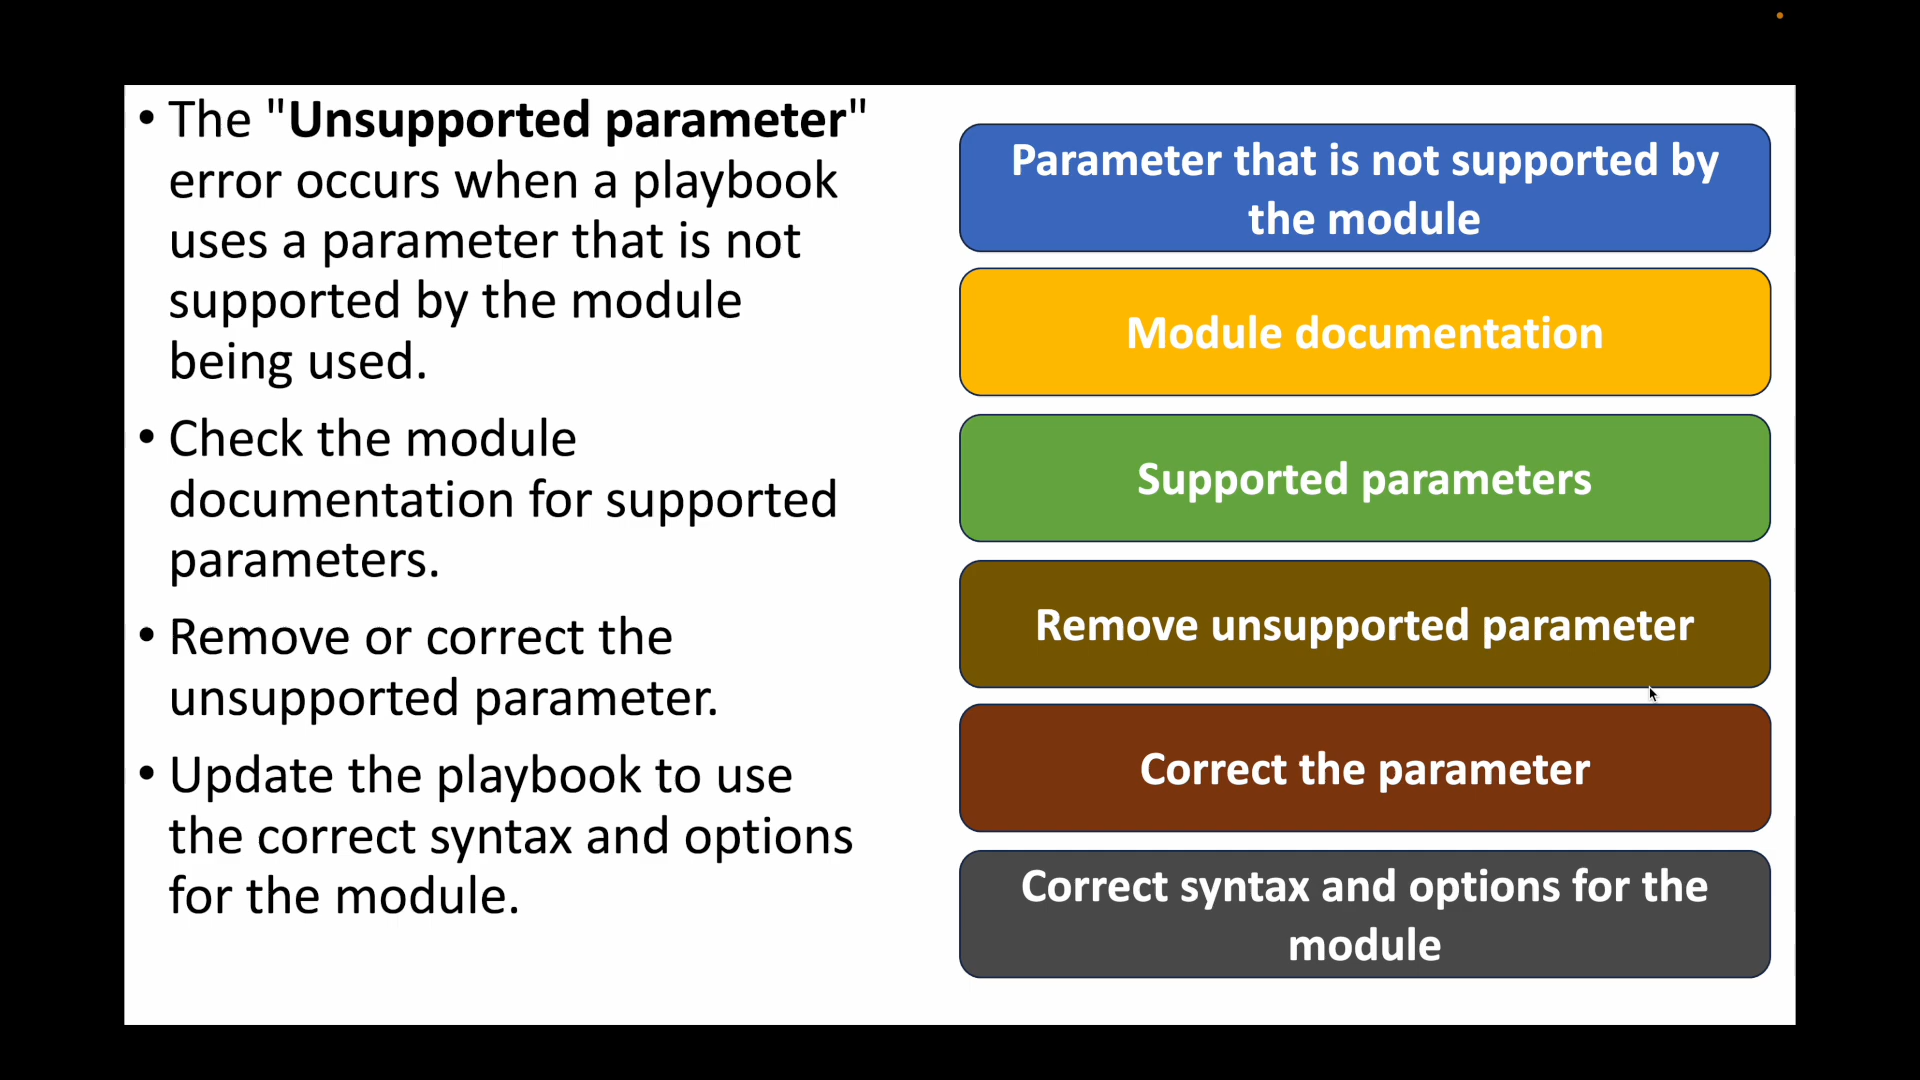 • The "Unsupported parameter"
error occurs when a playbook
uses a parameter that is not
supported by the module
being used.
• Check the module
documentation for supported
parameters.
• Remove or correct the
unsupported parameter.
• Update the playbook to use
the correct syntax and options
for the module.
Parameter that is not supported by
the module
Module documentation
Supported parameters
Remove unsupported parameter
Correct the parameter
Correct syntax and options for the
module